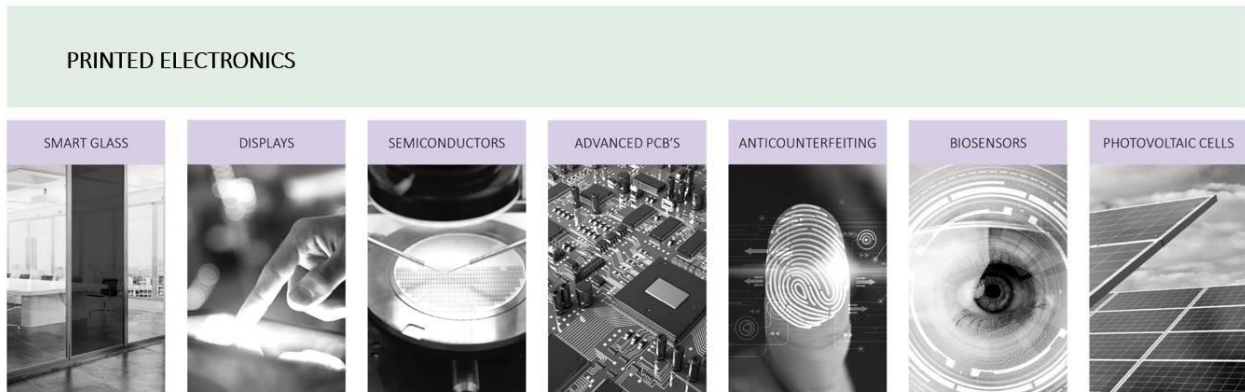 PRINTED ELECTRONICS
SMART GLASS
DISPLAYS
SEMICONDUCTORS
ADVANCED PCB'S
ANTICOUNTERFEITING
BIOSENSORS
PHOTOVOLTAIC CELLS